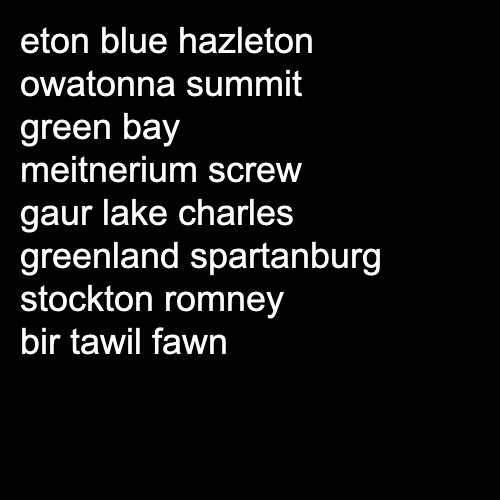 eton blue hazleton
owatonna summit
green bay
meitnerium screw
gaur lake charles
greenland spartanburg
stockton romney
bir tawil fawn